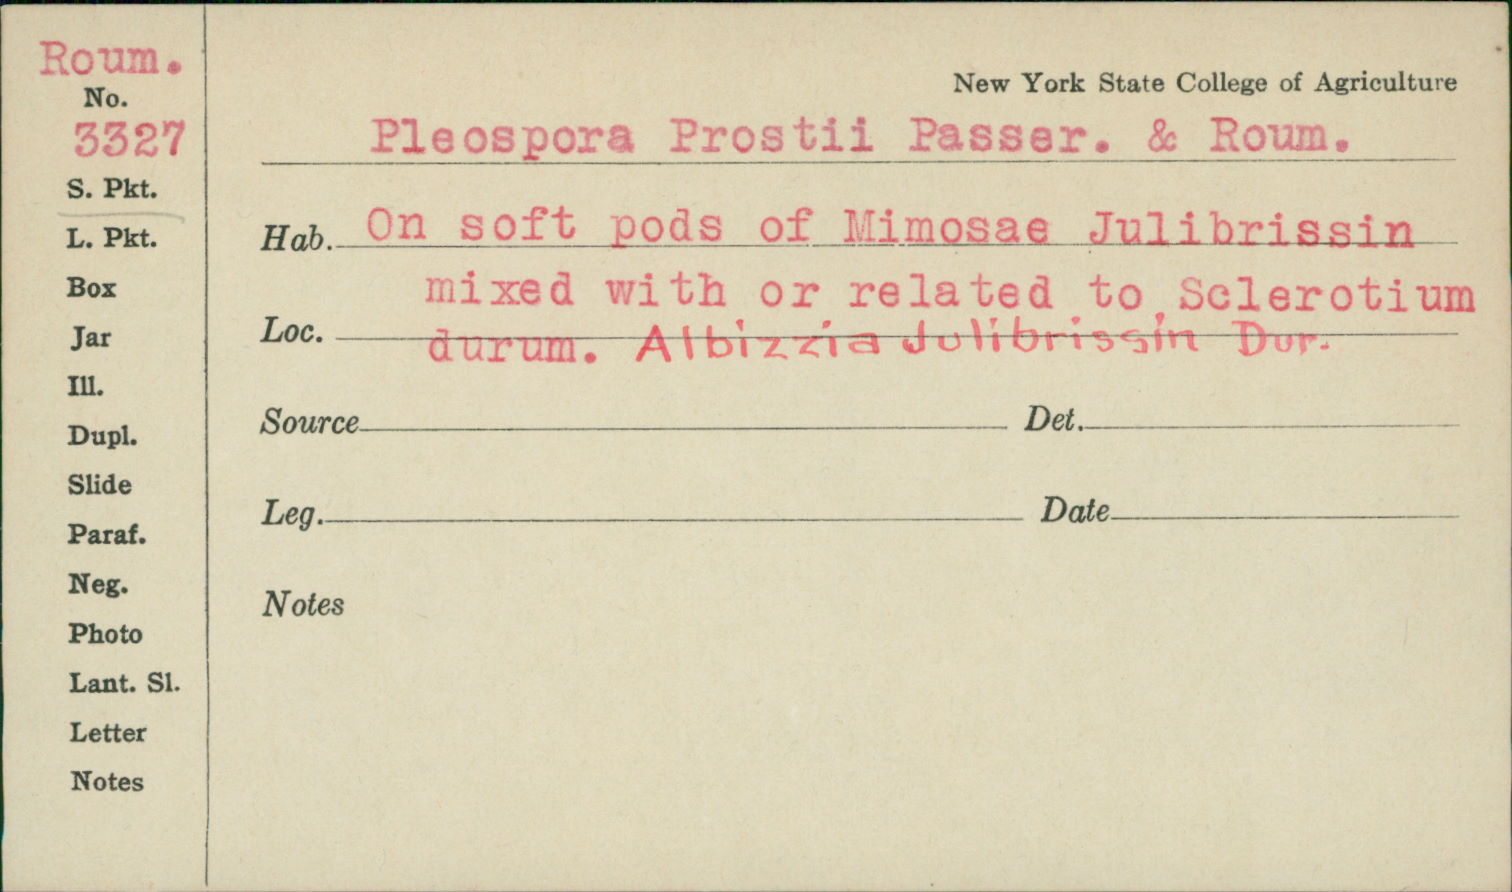 Roum.
No.
3327
S. Pkt.
L. Pkt.
Box
Jar
Ill.
Dupl.
Slide
Paraf.
Neg.
Photo
Lant. Sl.
Letter
Notes
New York State College of Agriculture
Pleospora Prostii Passer. & Roum.
Hab. On soft pods of Mimosae Julibrissin
mixed with or related to Sclerotium
Loc. durum. Albizzia Julibrissin Dur.
Source Det.
Leg. Date
Notes